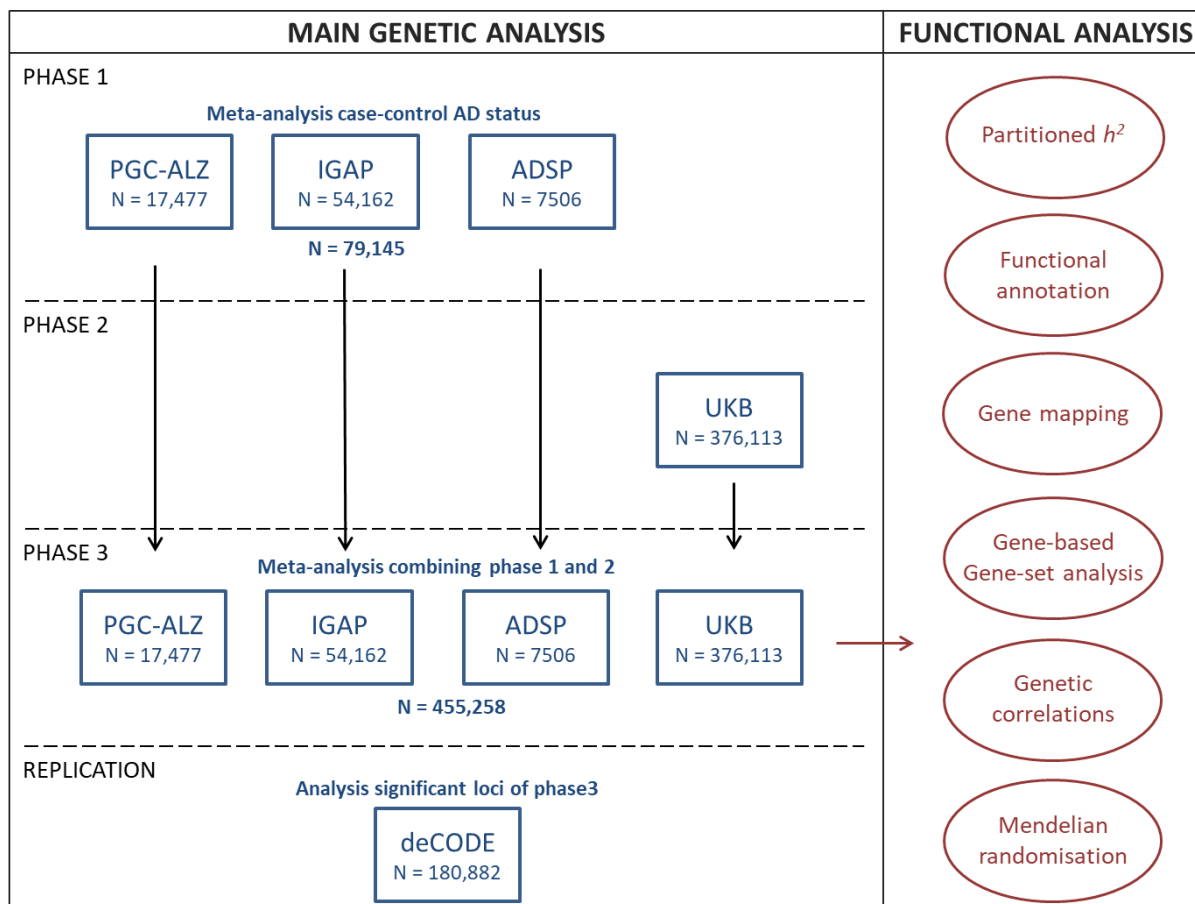 MAIN GENETIC ANALYSIS
FUNCTIONAL ANALYSIS
PHASE 1
Meta-analysis case-control AD status
PGC-ALZ
N = 17,477
IGAP
N = 54,162
ADSP
N = 7506
N = 79,145
PHASE 2
UKB
N = 376,113
PHASE 3
Meta-analysis combining phase 1 and 2
PGC-ALZ
N = 17,477
IGAP
N = 54,162
ADSP
N = 7506
UKB
N = 376,113
N = 455,258
REPLICATION
Analysis significant loci of phase3
deCODE
N = 180,882
Partitioned h²
Functional
annotation
Gene mapping
Gene-based
Gene-set analysis
Genetic
correlations
Mendelian
randomisation